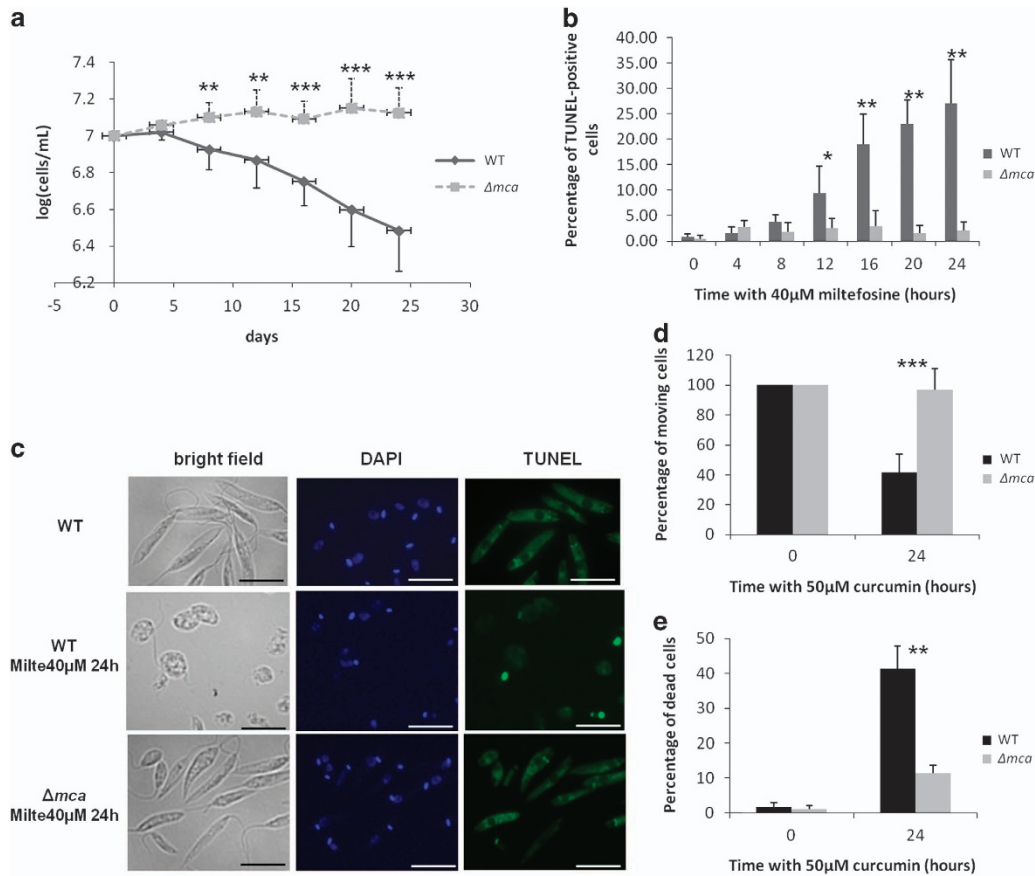 a
7.4
7.2
7
6.8
6.6
6.4
6.2
log(cells/mL)
** ** *** *** ***
-5 0 5 10 15 20 25 30
days
WT
Δmca
b
40.00
35.00
30.00
25.00
20.00
15.00
10.00
5.00
0.00
Percentage of TUNEL-positive
cells
* ** ** **
0 4 8 12 16 20 24
Time with 40µM miltefosine (hours)
WT
Δmca
c
bright field DAPI TUNEL
WT
WT
Milte40µM 24h
Δmca
Milte40µM 24h
d
120
100
80
60
40
20
0
Percentage of moving cells
***
0 24
Time with 50µM curcumin (hours)
WT
Δmca
e
50
40
30
20
10
0
Percentage of dead cells
**
0 24
Time with 50µM curcumin (hours)
WT
Δmca